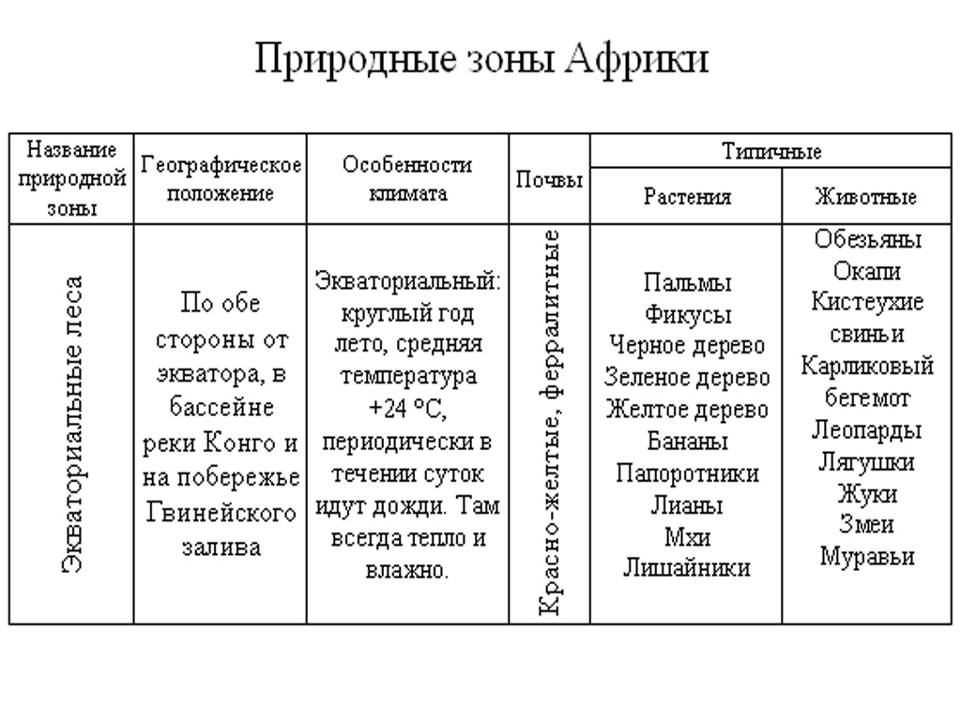 Природные зоны Африки
Название
природной
зоны
Географическое
положение
Особенности
климата
Почвы
Типичные
Растения
Животные
Экваториальные леса
По обе
стороны от
экватора, в
бассейне
реки Конго и
на побережье
Гвинейского
залива
Экваториальный:
круглый год
лето, средняя
температура
+24 °С,
периодически в
течении суток
идут дожди. Там
всегда тепло и
влажно.
Красно-желтые, ферралитные
Пальмы
Фикусы
Черное дерево
Зеленое дерево
Желтое дерево
Бананы
Папоротники
Лианы
Мхи
Лишайники
Обезьяны
Окапи
Кистеухие
свиньи
Карликовый
бегемот
Леопарды
Лягушки
Жуки
Змеи
Муравьи